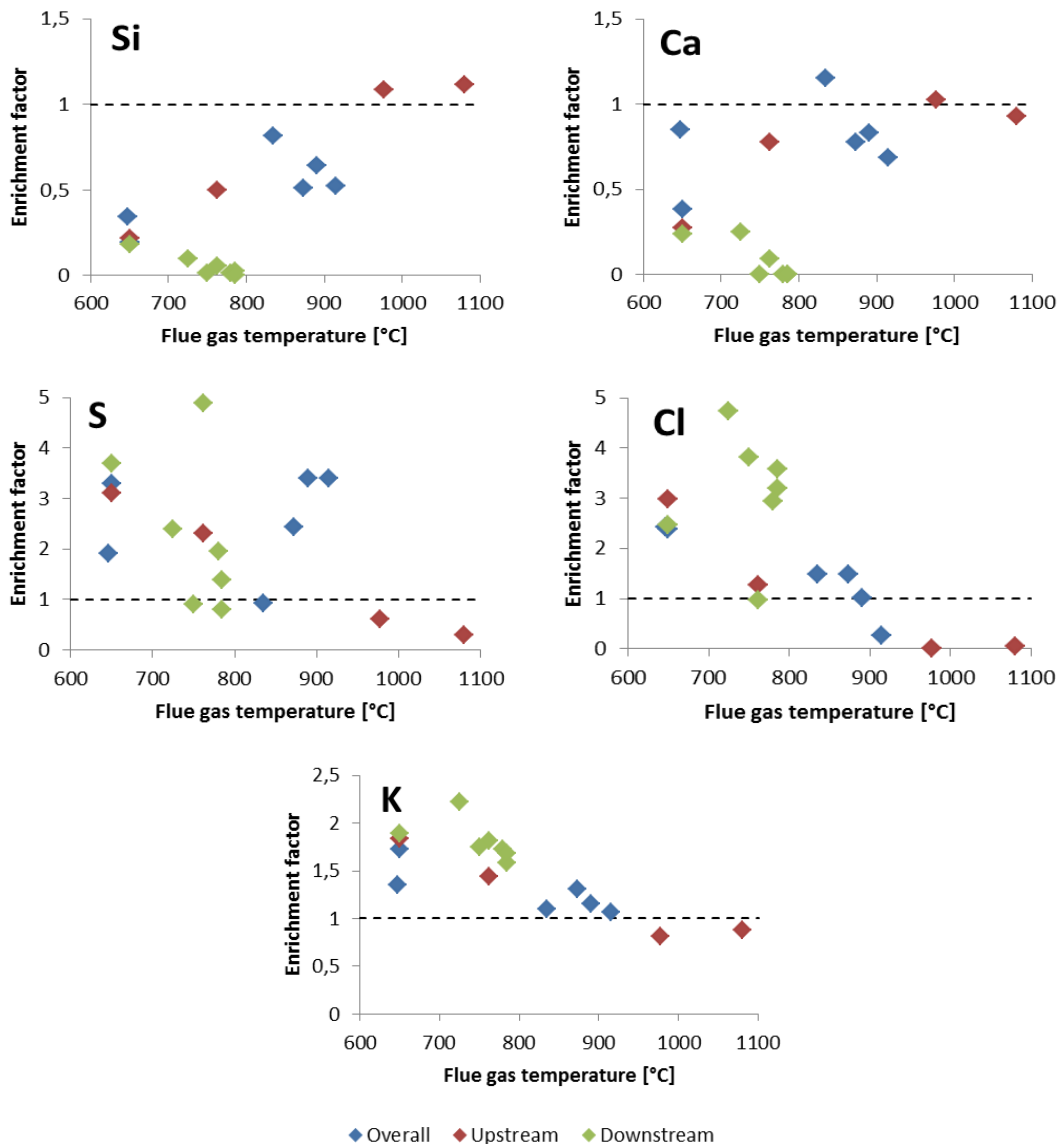 Si
Enrichment factor
1,5
1
0,5
0
600 700 800 900 1000 1100
Flue gas temperature [°C]
Ca
Enrichment factor
1,5
1
0,5
0
600 700 800 900 1000 1100
Flue gas temperature [°C]
S
Enrichment factor
5
4
3
2
1
0
600 700 800 900 1000 1100
Flue gas temperature [°C]
Cl
Enrichment factor
5
4
3
2
1
0
600 700 800 900 1000 1100
Flue gas temperature [°C]
K
Enrichment factor
2,5
2
1,5
1
0,5
0
600 700 800 900 1000 1100
Flue gas temperature [°C]
Overall Upstream Downstream